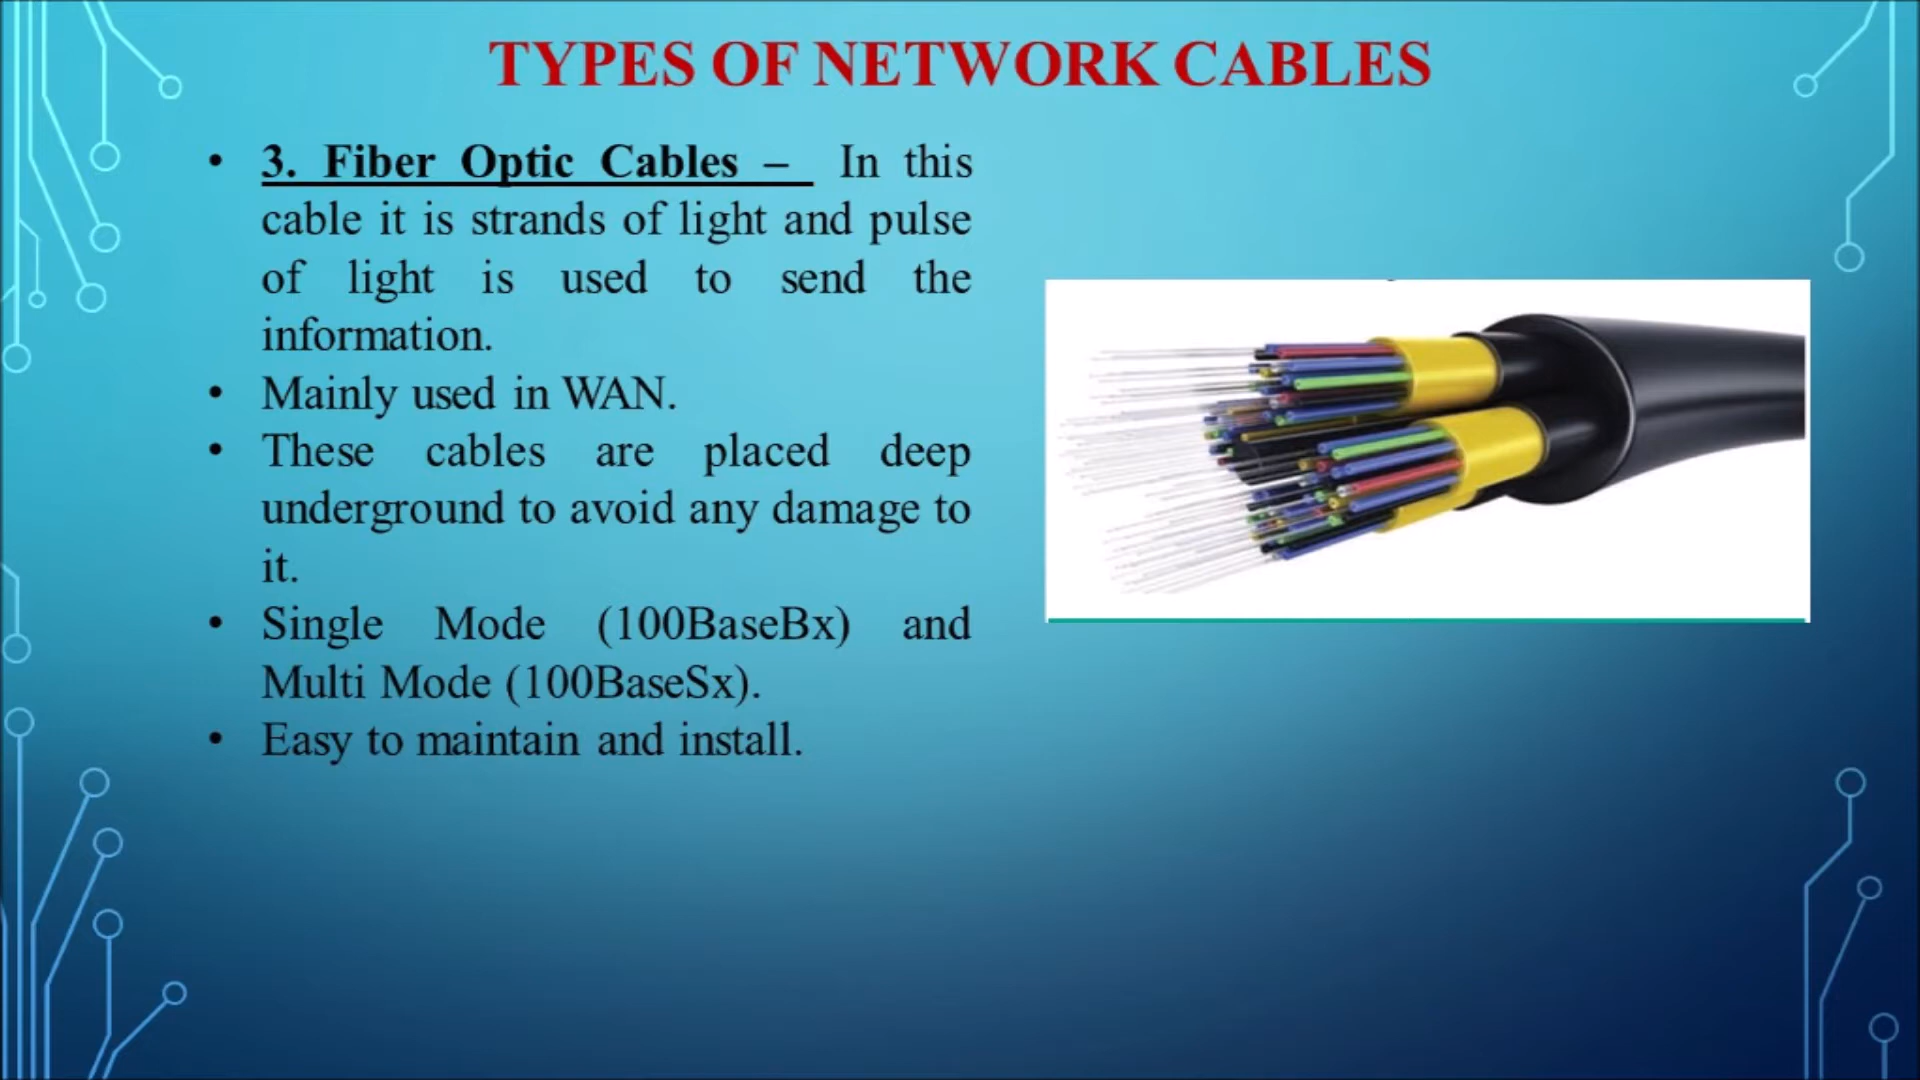 TYPES OF NETWORK CABLES
• 3. Fiber Optic Cables – In this
cable it is strands of light and pulse
of light is used to send the
information.
• Mainly used in WAN.
• These cables are placed deep
underground to avoid any damage to
it.
• Single Mode (100BaseBx) and
Multi Mode (100BaseSx).
• Easy to maintain and install.